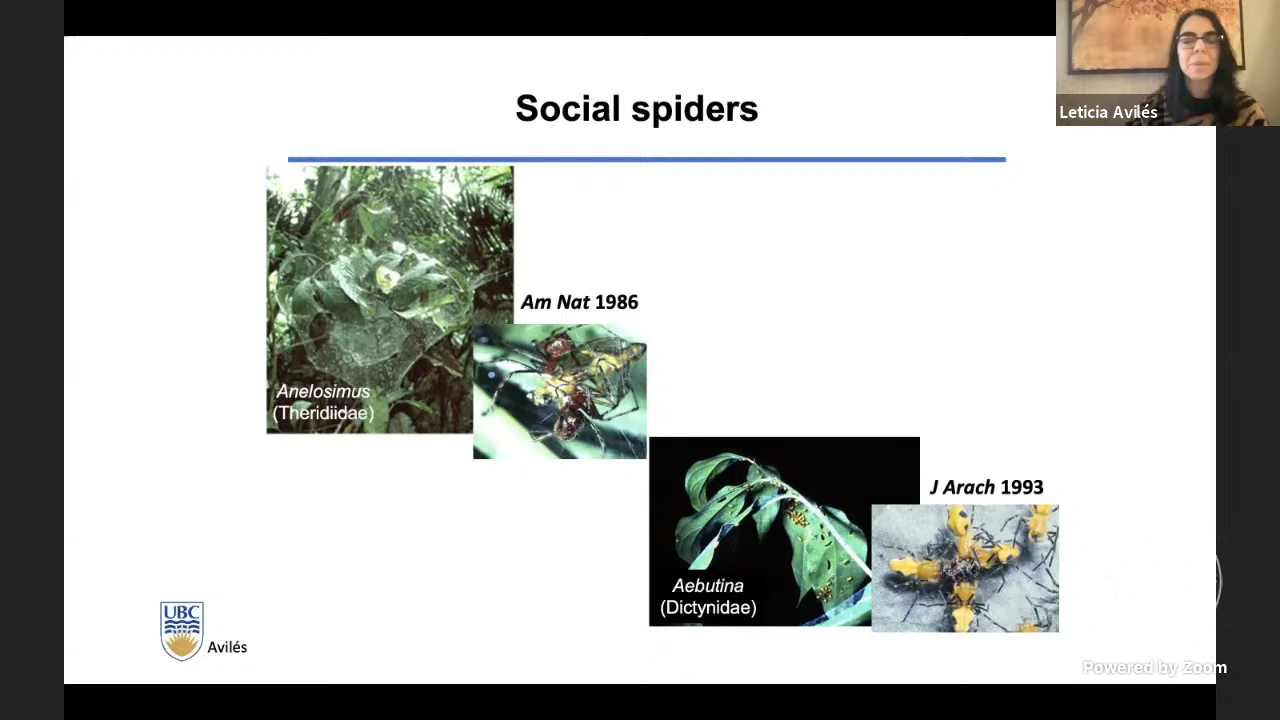 Social spiders
Leticia Avilés
Am Nat 1986
Anelosimus
(Theridiidae)
J Arach 1993
Aebutina
(Dictynidae)
UBC
Avilés
Powered by Zoom